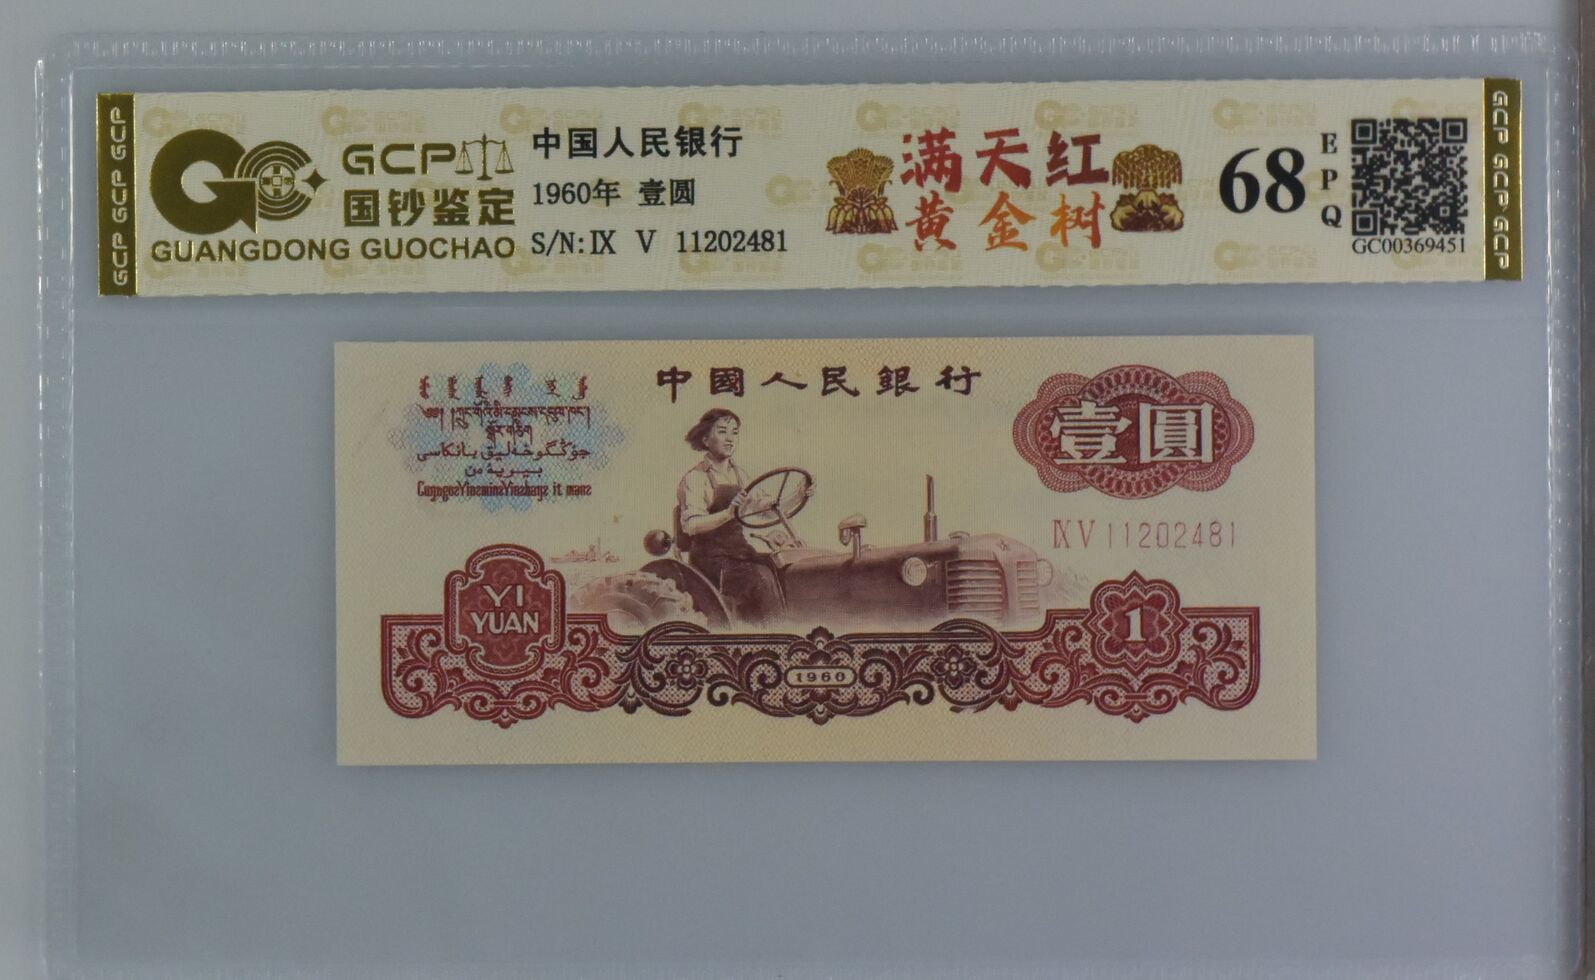 GCP GCP GCP
GCP
国钞鉴定
GUANGDONG GUOCHAO
中国人民银行
1960年 壹圆
S/N: IX V 11202481
满天红
黄金树
68
EPQ
GC00369451
GCP GCP GCP
中國人民銀行
壹圓
IX V 11202481
YI
YUAN
1960
1